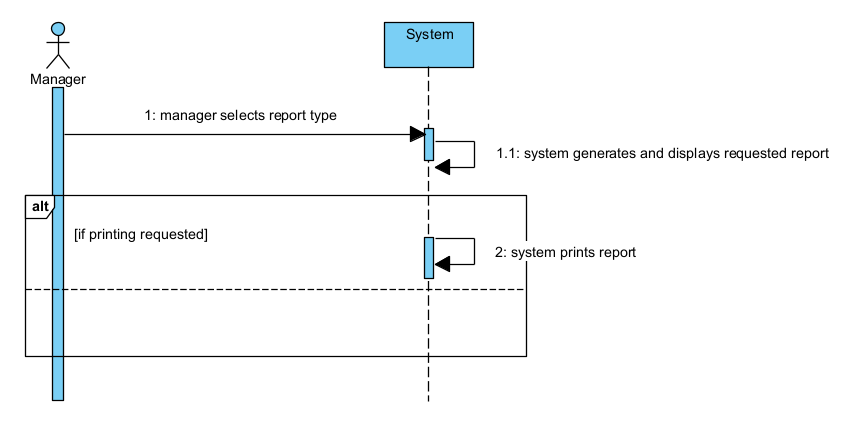 System
Manager
1: manager selects report type
1.1: system generates and displays requested report
alt
[if printing requested]
2: system prints report